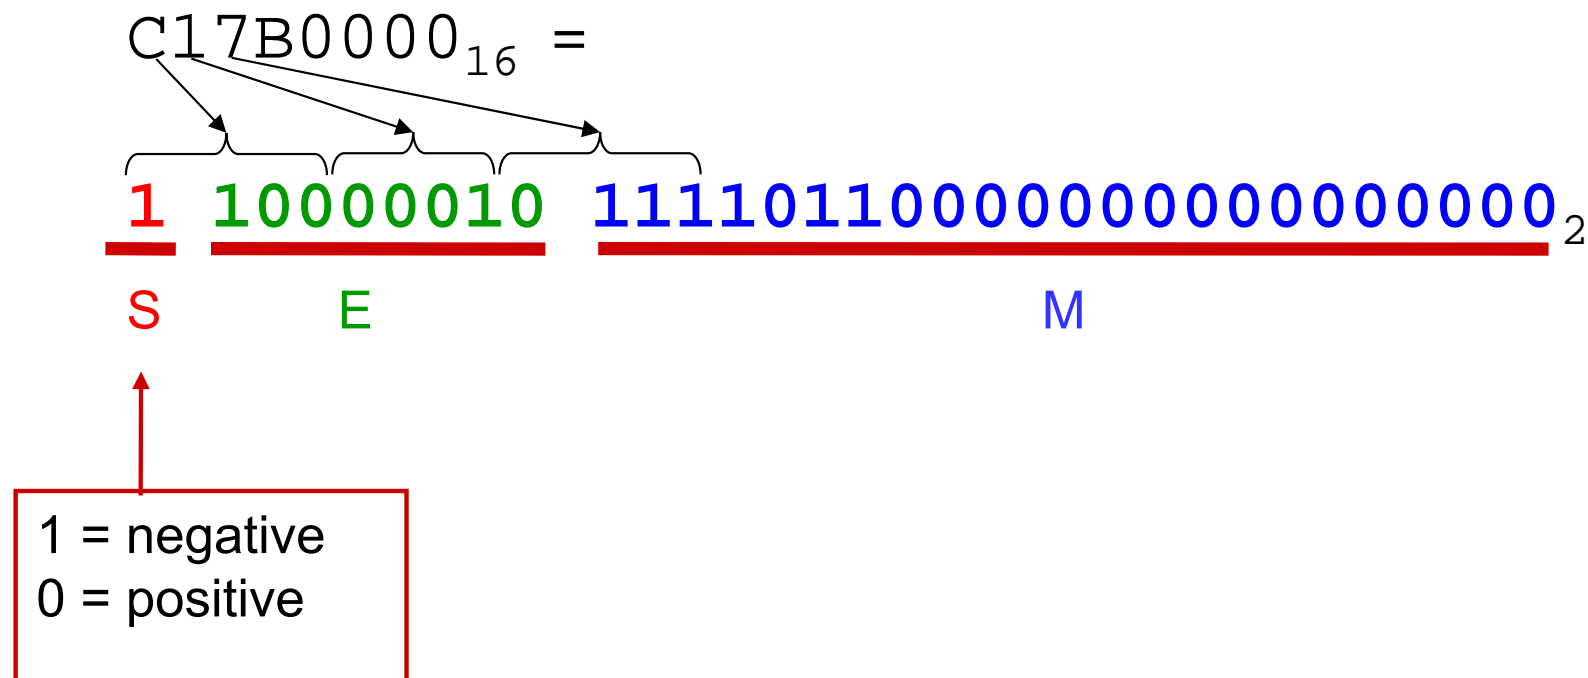 C17B0000₁₆ =
1 10000010 11110110000000000000000₂
S E M
1 = negative
0 = positive